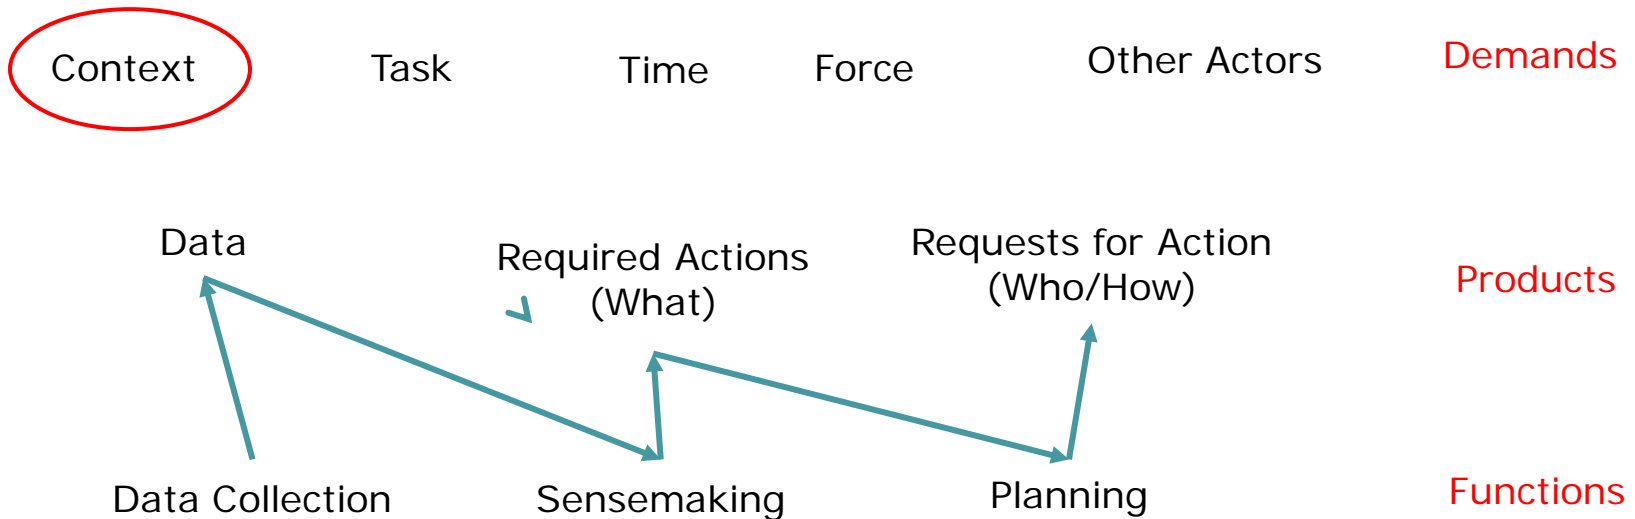 Context Task Time Force Other Actors Demands
Data Required Actions Requests for Action Products
(What) (Who/How)
Data Collection Sensemaking Planning Functions